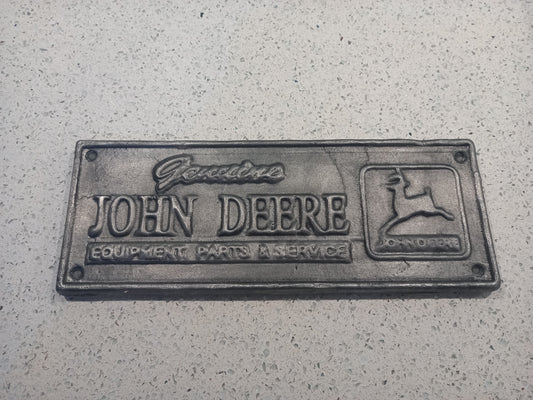 Genuine
JOHN DEERE
EQUIPMENT PARTS & SERVICE
JOHN DEERE